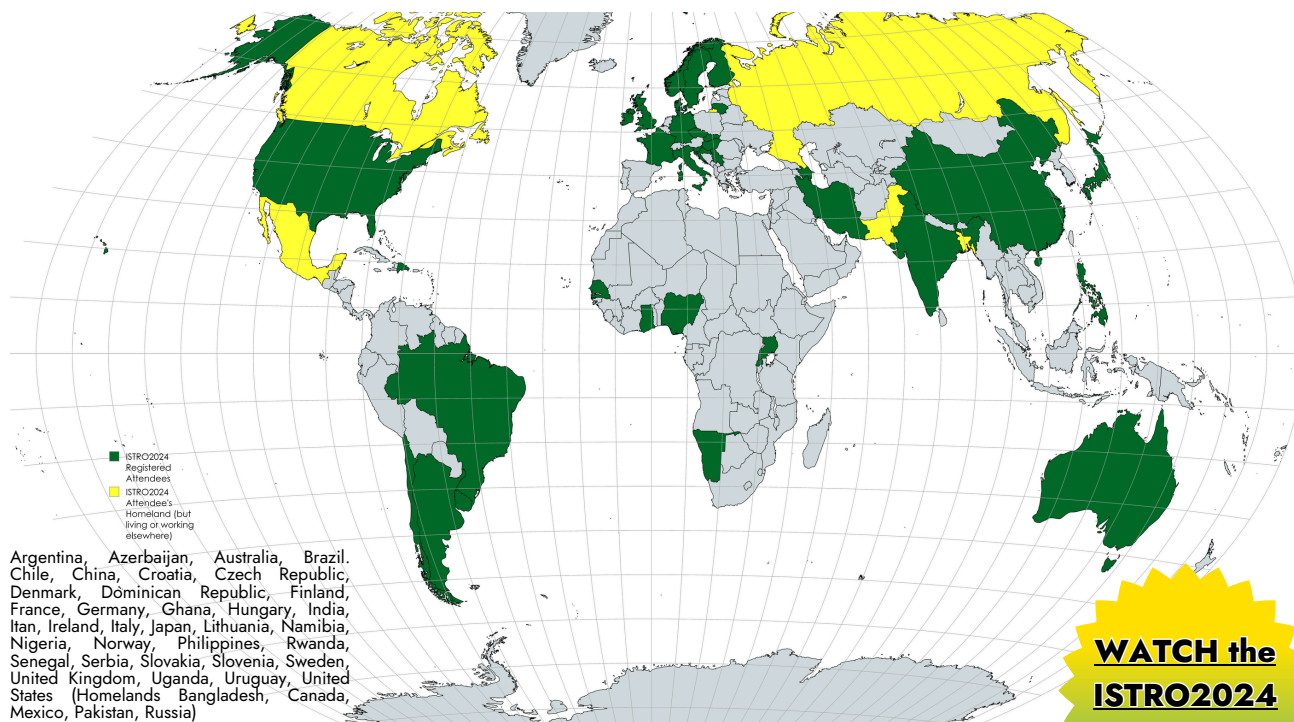 ISTRO2024
Registered
Attendees
ISTRO2024
Attendee's
Homeland (but
living or working
elsewhere)
Argentina, Azerbaijan, Australia, Brazil.
Chile, China, Croatia, Czech Republic,
Denmark, Dominican Republic, Finland,
France, Germany, Ghana, Hungary, India,
Itan, Ireland, Italy, Japan, Lithuania, Namibia,
Nigeria, Norway, Philippines, Rwanda,
Senegal, Serbia, Slovakia, Slovenia, Sweden,
United Kingdom, Uganda, Uruguay, United
States (Homelands Bangladesh, Canada,
Mexico, Pakistan, Russia)
WATCH the
ISTRO2024